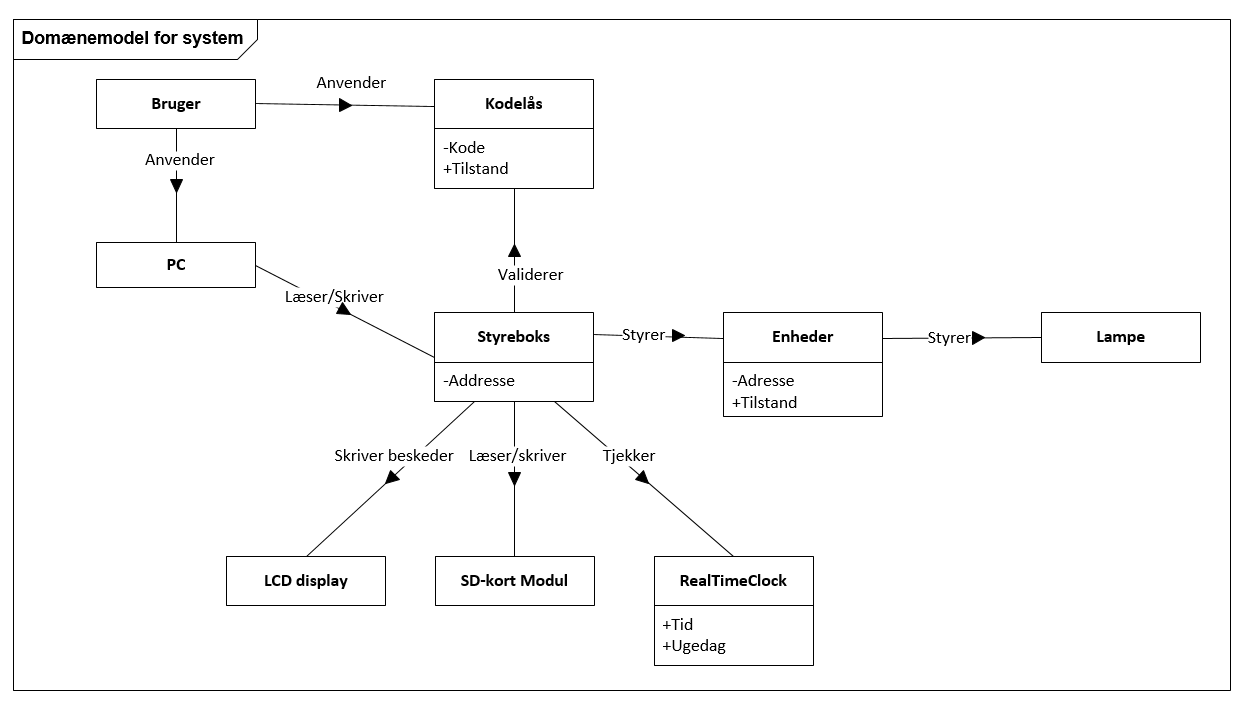 Domænemodel for system
Bruger
Anvender
Kodelås
-Kode
+Tilstand
Anvender
PC
Læser/Skriver
Validerer
Styreboks
-Addresse
Styrer
Enheder
-Adresse
+Tilstand
Styrer
Lampe
Skriver beskeder
Læser/skriver
Tjekker
LCD display
SD-kort Modul
RealTimeClock
+Tid
+Ugedag